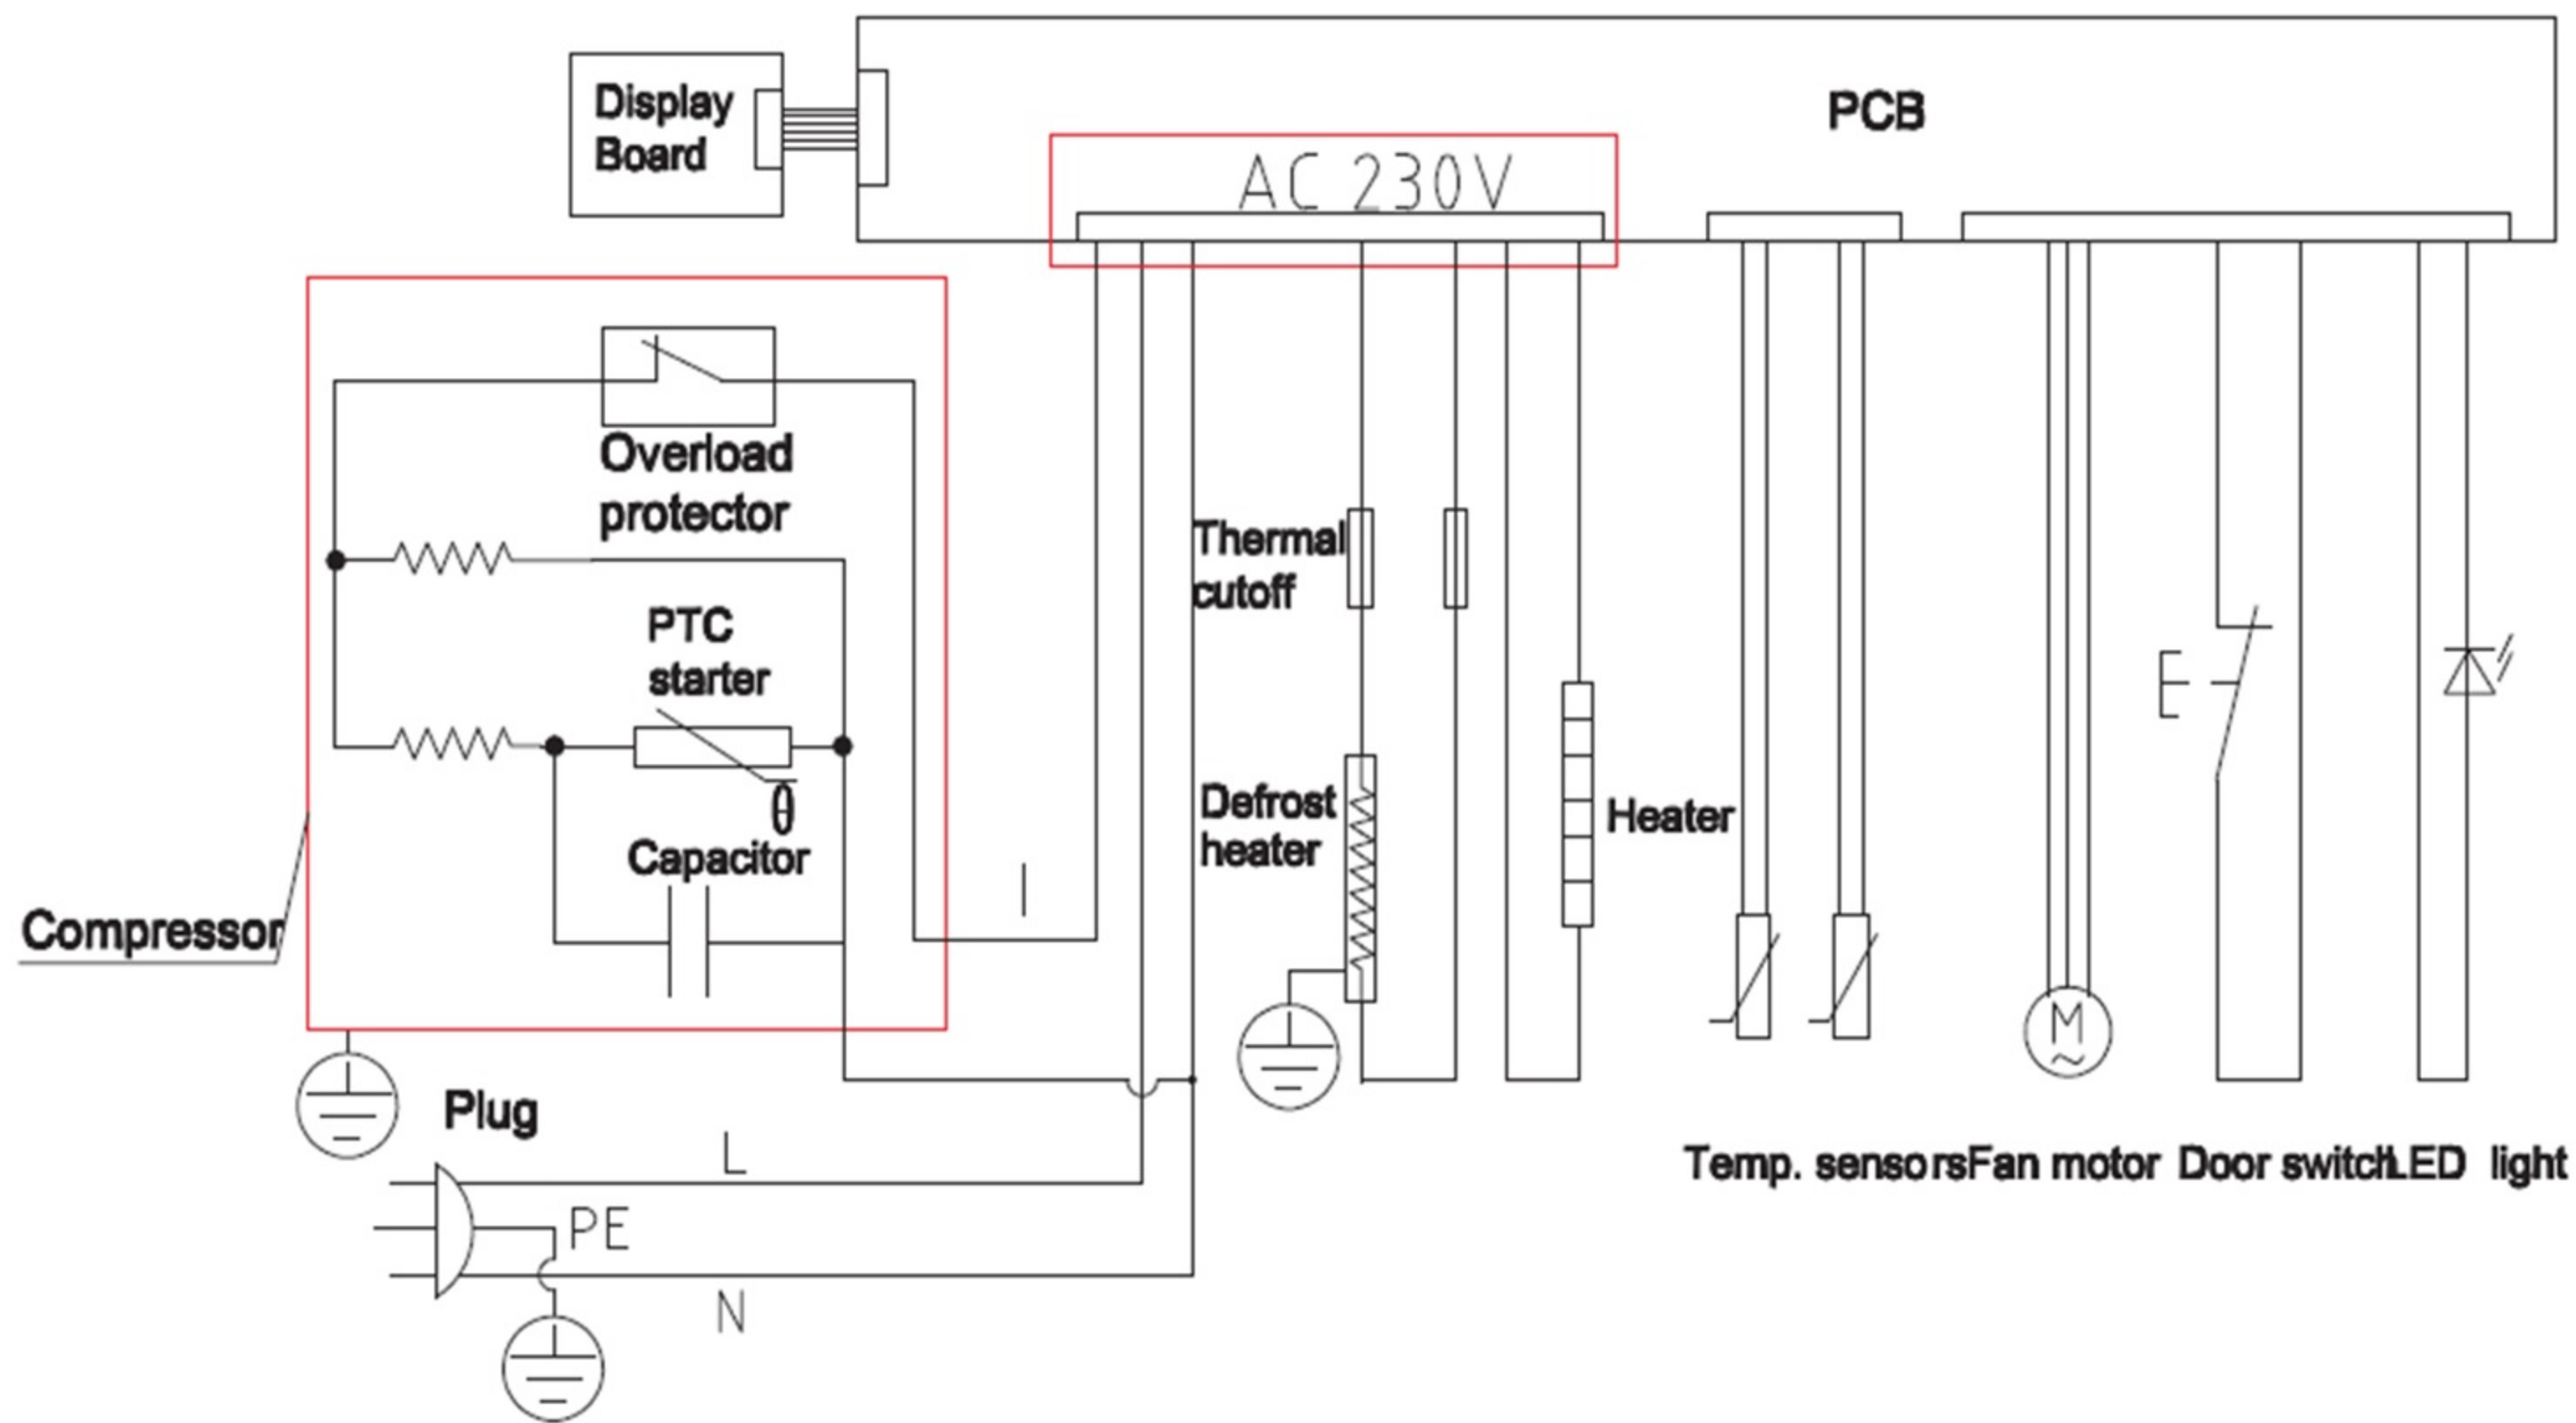 Display
Board
PCB
AC 230V
Overload
protector
Thermal
cutoff
PTC
starter
θ
Capacitor
Defrost
heater
Heater
Compressor
I
M
~
Plug
L
PE
N
Temp. sensors
Fan motor
Door switch
LED light